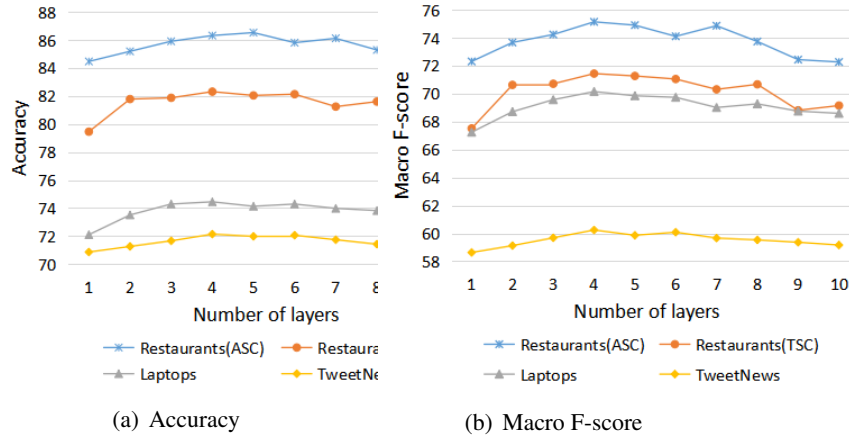 88
86
84
82
80
78
76
74
72
70
Accuracy
1 2 3 4 5 6 7 8
Number of layers
Restaurants(ASC) Restaura
Laptops TweetNe
(a) Accuracy
76
74
72
70
68
66
64
62
60
58
Macro F-score
1 2 3 4 5 6 7 8 9 10
Number of layers
Restaurants(ASC) Restaurants(TSC)
Laptops TweetNews
(b) Macro F-score